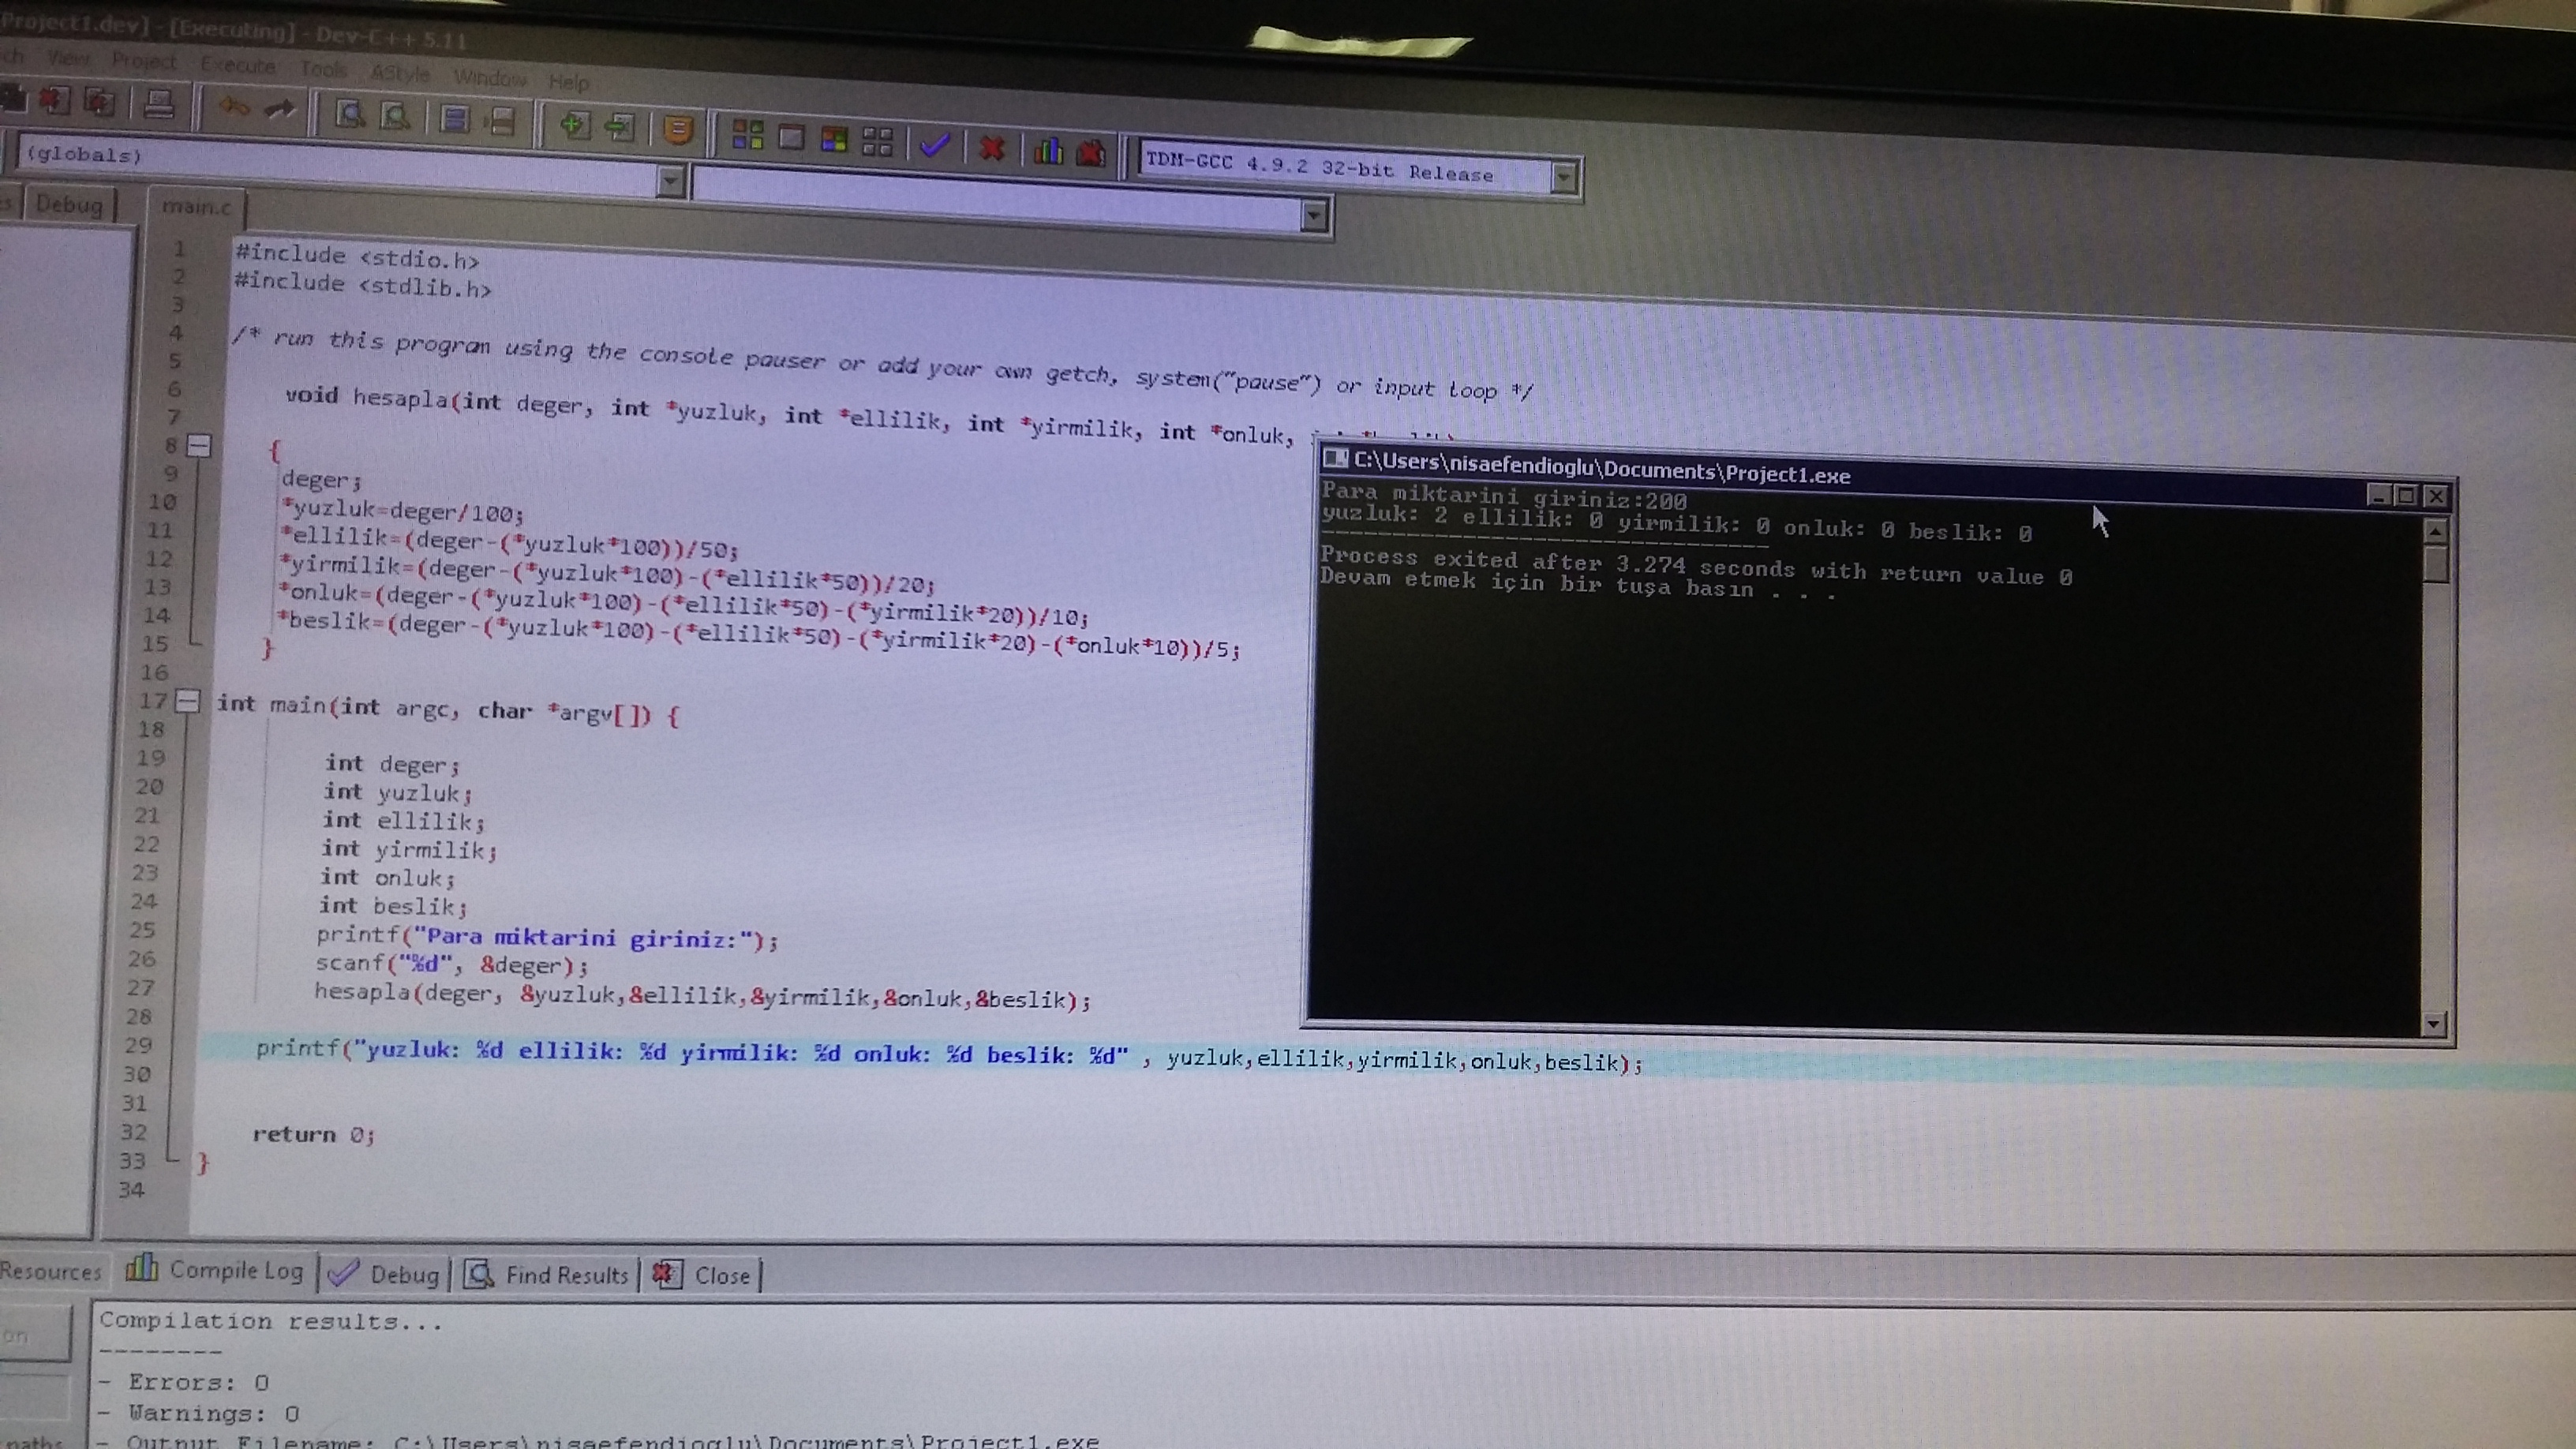 Project1.dev] - [Executing] - Dev-C++ 5.11
ch View Project Execute Tools AStyle Window Help
TDM-GCC 4.9.2 32-bit Release
(globals)
s Debug main.c
1 #include <stdio.h>
2 #include <stdlib.h>
3
4 /* run this program using the console pauser or add your own getch, system("pause") or input loop */
5
6 void hesapla(int deger, int *yuzluk, int *ellilik, int *yirmilik, int *onluk,
7
8 {
9 deger;
10 *yuzluk=deger/100;
11 *ellilik=(deger-(*yuzluk*100))/50;
12 *yirmilik=(deger-(*yuzluk*100)-(*ellilik*50))/20;
13 *onluk=(deger-(*yuzluk*100)-(*ellilik*50)-(*yirmilik*20))/10;
14 *beslik=(deger-(*yuzluk*100)-(*ellilik*50)-(*yirmilik*20)-(*onluk*10))/5;
15 }
16
17 int main(int argc, char *argv[]) {
18
19 int deger;
20 int yuzluk;
21 int ellilik;
22 int yirmilik;
23 int onluk;
24 int beslik;
25 printf("Para miktarini giriniz:");
26 scanf("%d", &deger);
27 hesapla(deger, &yuzluk,&ellilik,&yirmilik,&onluk,&beslik);
28
29 printf("yuzluk: %d ellilik: %d yirmilik: %d onluk: %d beslik: %d" , yuzluk,ellilik,yirmilik,onluk,beslik);
30
31
32 return 0;
33 }
34
C:\Users\nisaefendioglu\Documents\Project1.exe
Para miktarini giriniz:200
yuzluk: 2 ellilik: 0 yirmilik: 0 onluk: 0 beslik: 0
--------------------------------
Process exited after 3.274 seconds with return value 0
Devam etmek için bir tuşa basın . . .
Resources Compile Log Debug Find Results Close
on
Compilation results...
--------
- Errors: 0
- Warnings: 0
- Output Filename: C:\Users\nisaefendioglu\Documents\Project1.exe